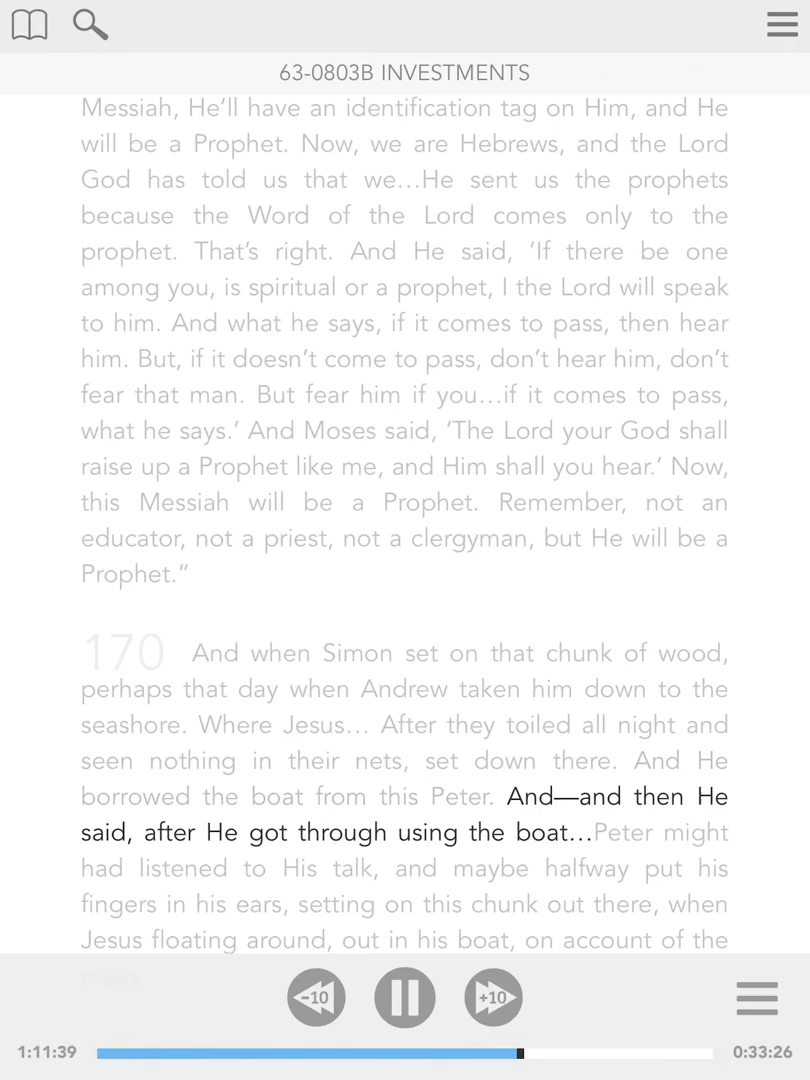 63-0803B INVESTMENTS
Messiah, He’ll have an identification tag on Him, and He
will be a Prophet. Now, we are Hebrews, and the Lord
God has told us that we…He sent us the prophets
because the Word of the Lord comes only to the
prophet. That’s right. And He said, ‘If there be one
among you, is spiritual or a prophet, I the Lord will speak
to him. And what he says, if it comes to pass, then hear
him. But, if it doesn’t come to pass, don’t hear him, don’t
fear that man. But fear him if you…if it comes to pass,
what he says.’ And Moses said, ‘The Lord your God shall
raise up a Prophet like me, and Him shall you hear.’ Now,
this Messiah will be a Prophet. Remember, not an
educator, not a priest, not a clergyman, but He will be a
Prophet.”
170 And when Simon set on that chunk of wood,
perhaps that day when Andrew taken him down to the
seashore. Where Jesus… After they toiled all night and
seen nothing in their nets, set down there. And He
borrowed the boat from this Peter. And—and then He
said, after He got through using the boat…Peter might
had listened to His talk, and maybe halfway put his
fingers in his ears, setting on this chunk out there, when
Jesus floating around, out in his boat, on account of the
-10 +10
1:11:39 0:33:26